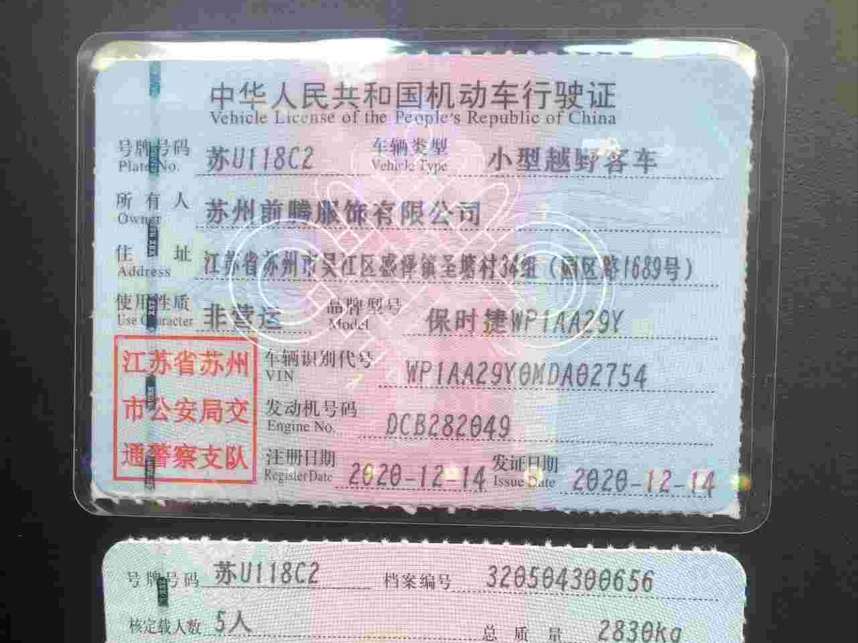 中华人民共和国机动车行驶证
Vehicle License of the People's Republic of China
号牌号码 苏U118C2 车辆类型 小型越野客车
Plate No. Vehicle Type
所有人 苏州前腾服饰有限公司
Owner
住址 江苏省苏州市吴江区盛泽镇圣塘村34组（南区路1689号）
Address
使用性质 非营运 品牌型号 保时捷WP1AA29Y
Use Character Model
江苏省苏州 车辆识别代号 WP1AA29Y0MDA02754
VIN
市公安局交 发动机号码 DCB282049
Engine No.
通警察支队 注册日期 2020-12-14 发证日期 2020-12-14
Register Date Issue Date
号牌号码 苏U118C2 档案编号 320504300656
核定载人数 5人 总质量 2830kg